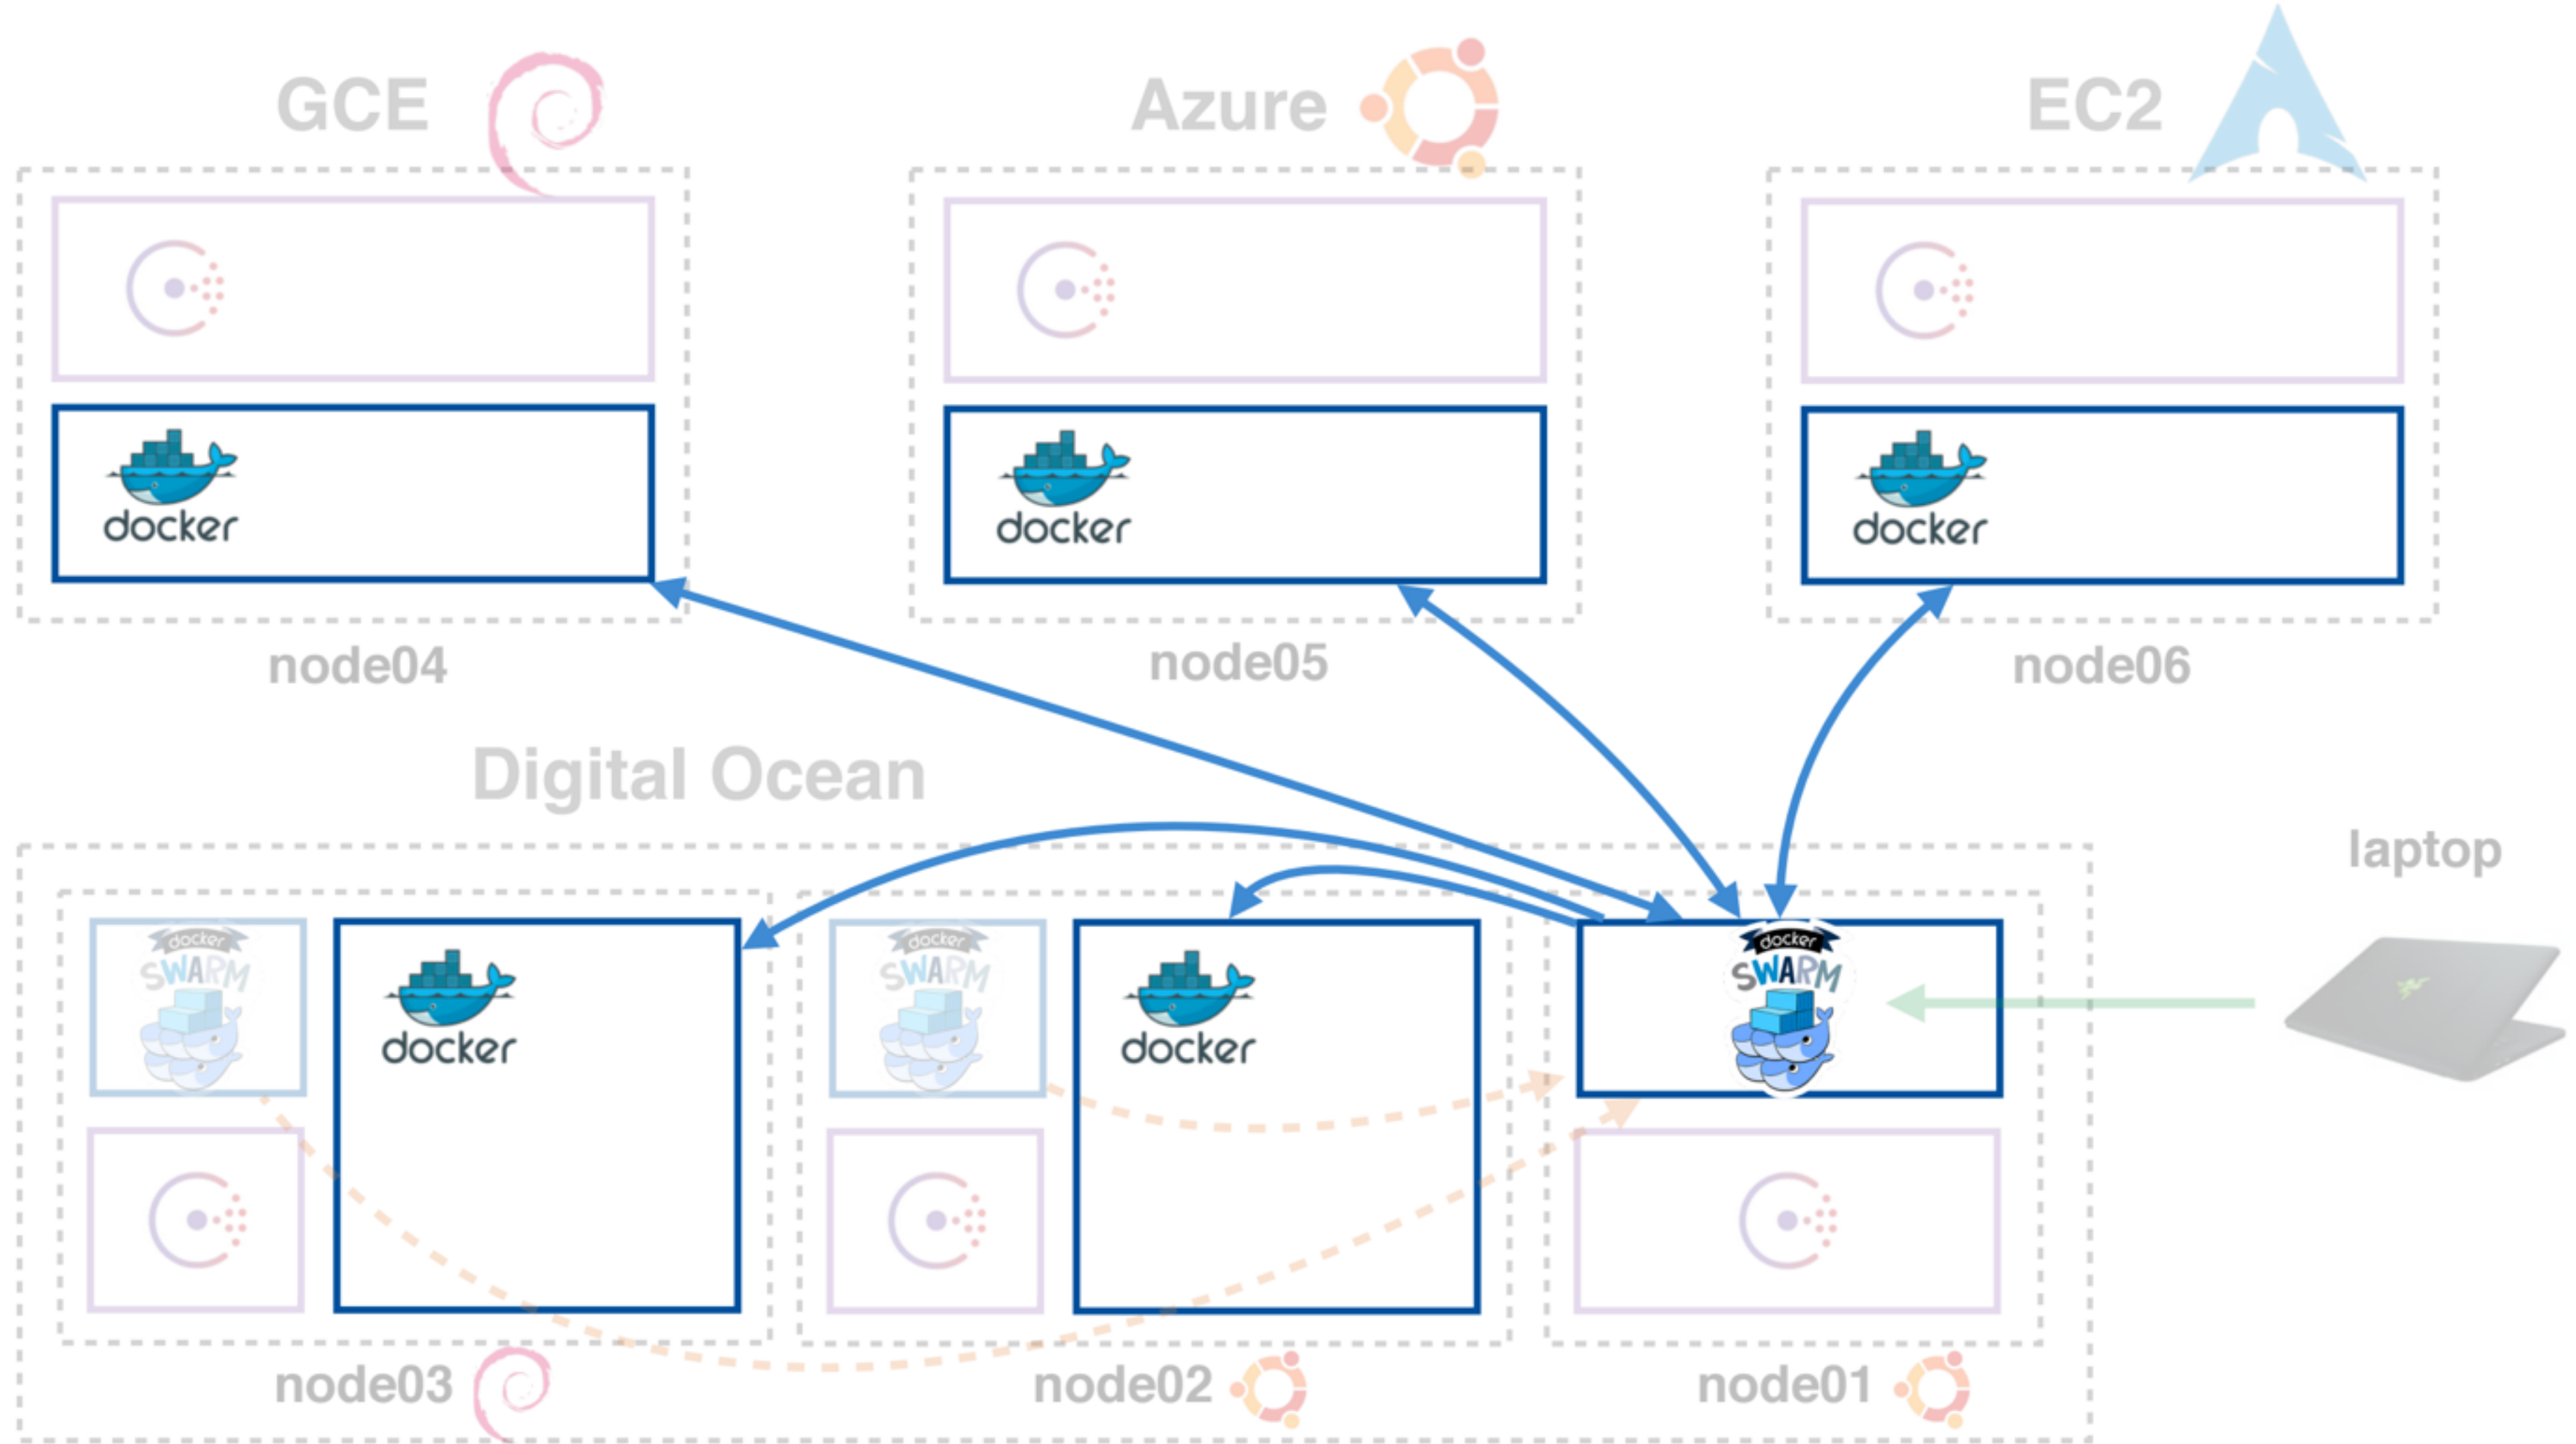 GCE
Azure
EC2
docker
docker
docker
node04
node05
node06
Digital Ocean
laptop
docker
SWARM
docker
docker
SWARM
docker
docker
SWARM
node03
node02
node01